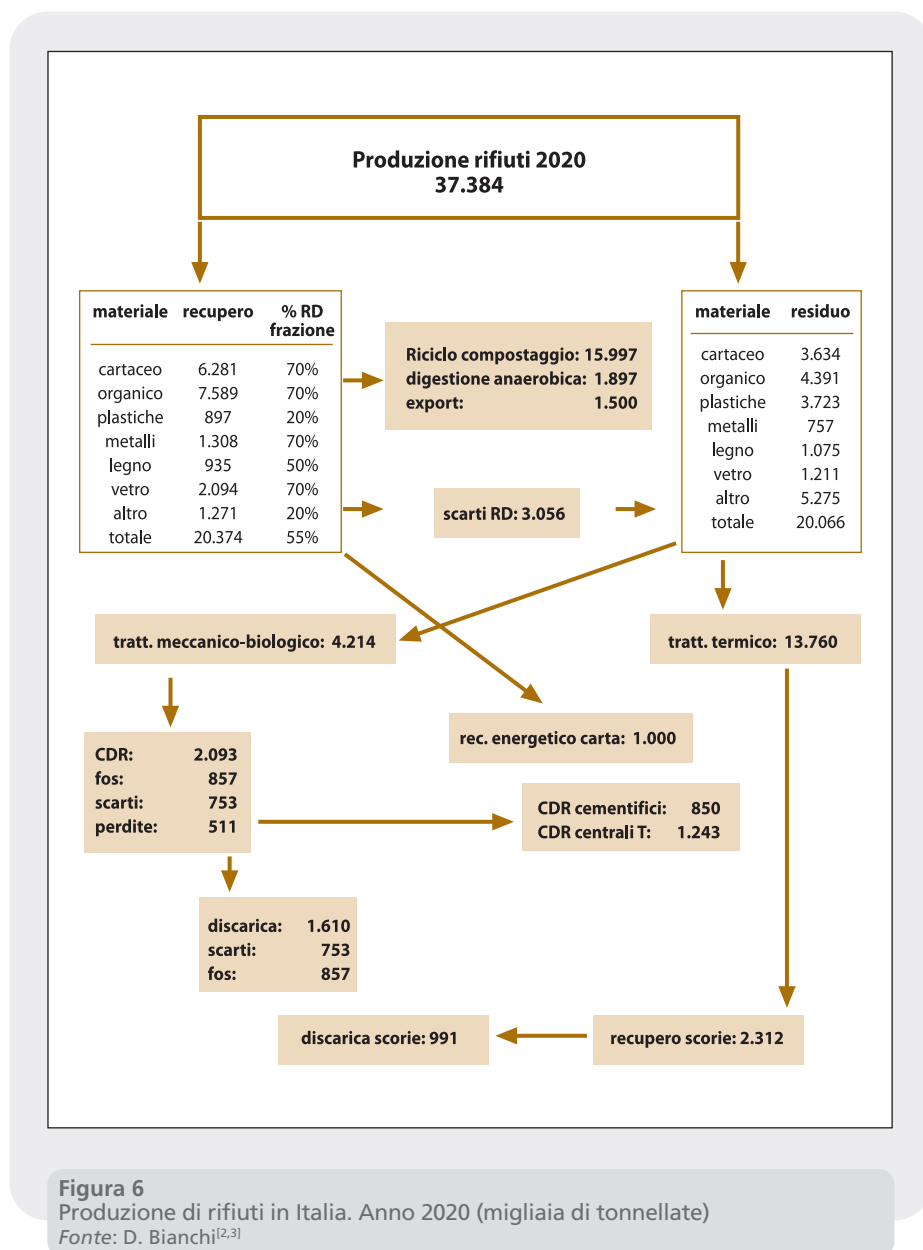 Produzione rifiuti 2020
37.384
materiale recupero % RD
frazione
cartaceo 6.281 70%
organico 7.589 70%
plastiche 897 20%
metalli 1.308 70%
legno 935 50%
vetro 2.094 70%
altro 1.271 20%
totale 20.374 55%
Riciclo compostaggio: 15.997
digestione anaerobica: 1.897
export: 1.500
scarti RD: 3.056
materiale residuo
cartaceo 3.634
organico 4.391
plastiche 3.723
metalli 757
legno 1.075
vetro 1.211
altro 5.275
totale 20.066
tratt. meccanico-biologico: 4.214
tratt. termico: 13.760
rec. energetico carta: 1.000
CDR: 2.093
fos: 857
scarti: 753
perdite: 511
CDR cementifici: 850
CDR centrali T: 1.243
discarica: 1.610
scarti: 753
fos: 857
discarica scorie: 991
recupero scorie: 2.312
Figura 6
Produzione di rifiuti in Italia. Anno 2020 (migliaia di tonnellate)
Fonte: D. Bianchi[2,3]